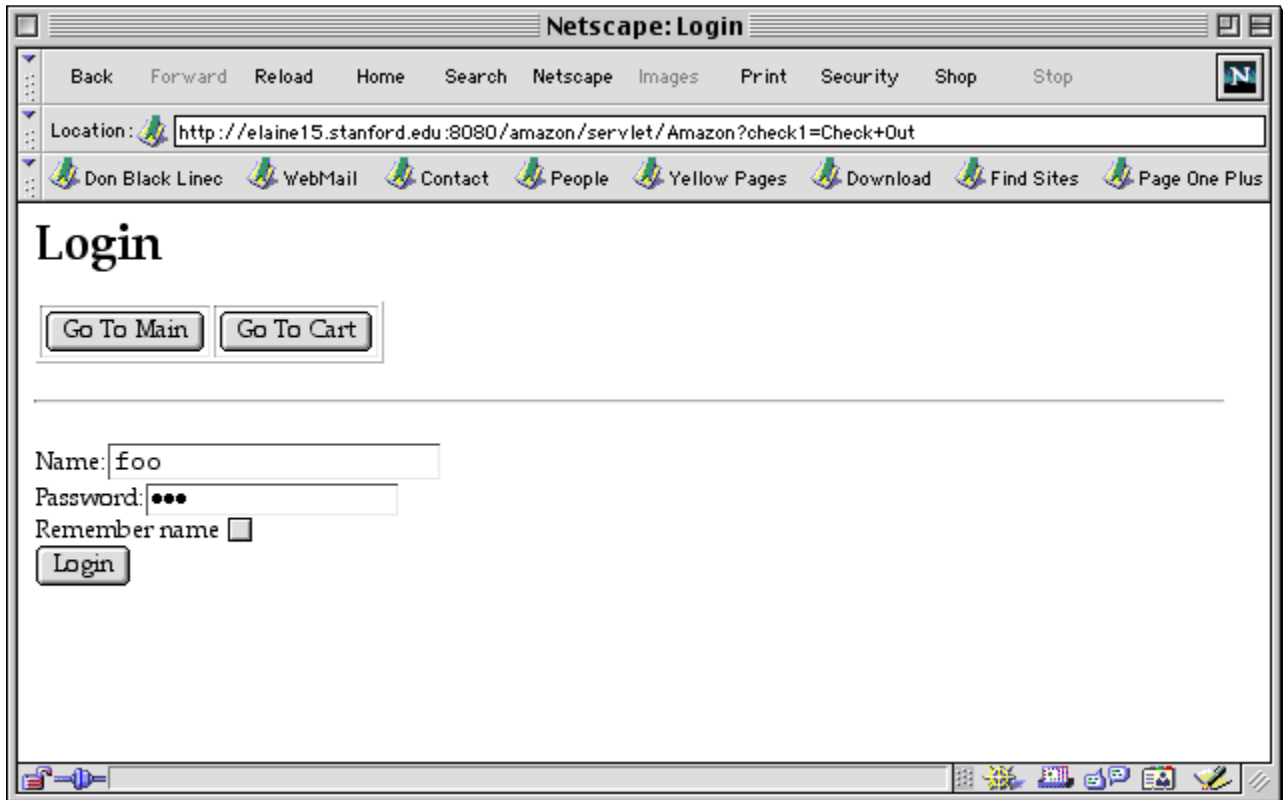 Netscape: Login
Back Forward Reload Home Search Netscape Images Print Security Shop Stop N
Location: http://elaine15.stanford.edu:8080/amazon/servlet/Amazon?check1=Check+Out
Don Black Linec WebMail Contact People Yellow Pages Download Find Sites Page One Plus
Login
Go To Main Go To Cart
Name: foo
Password: •••
Remember name
Login